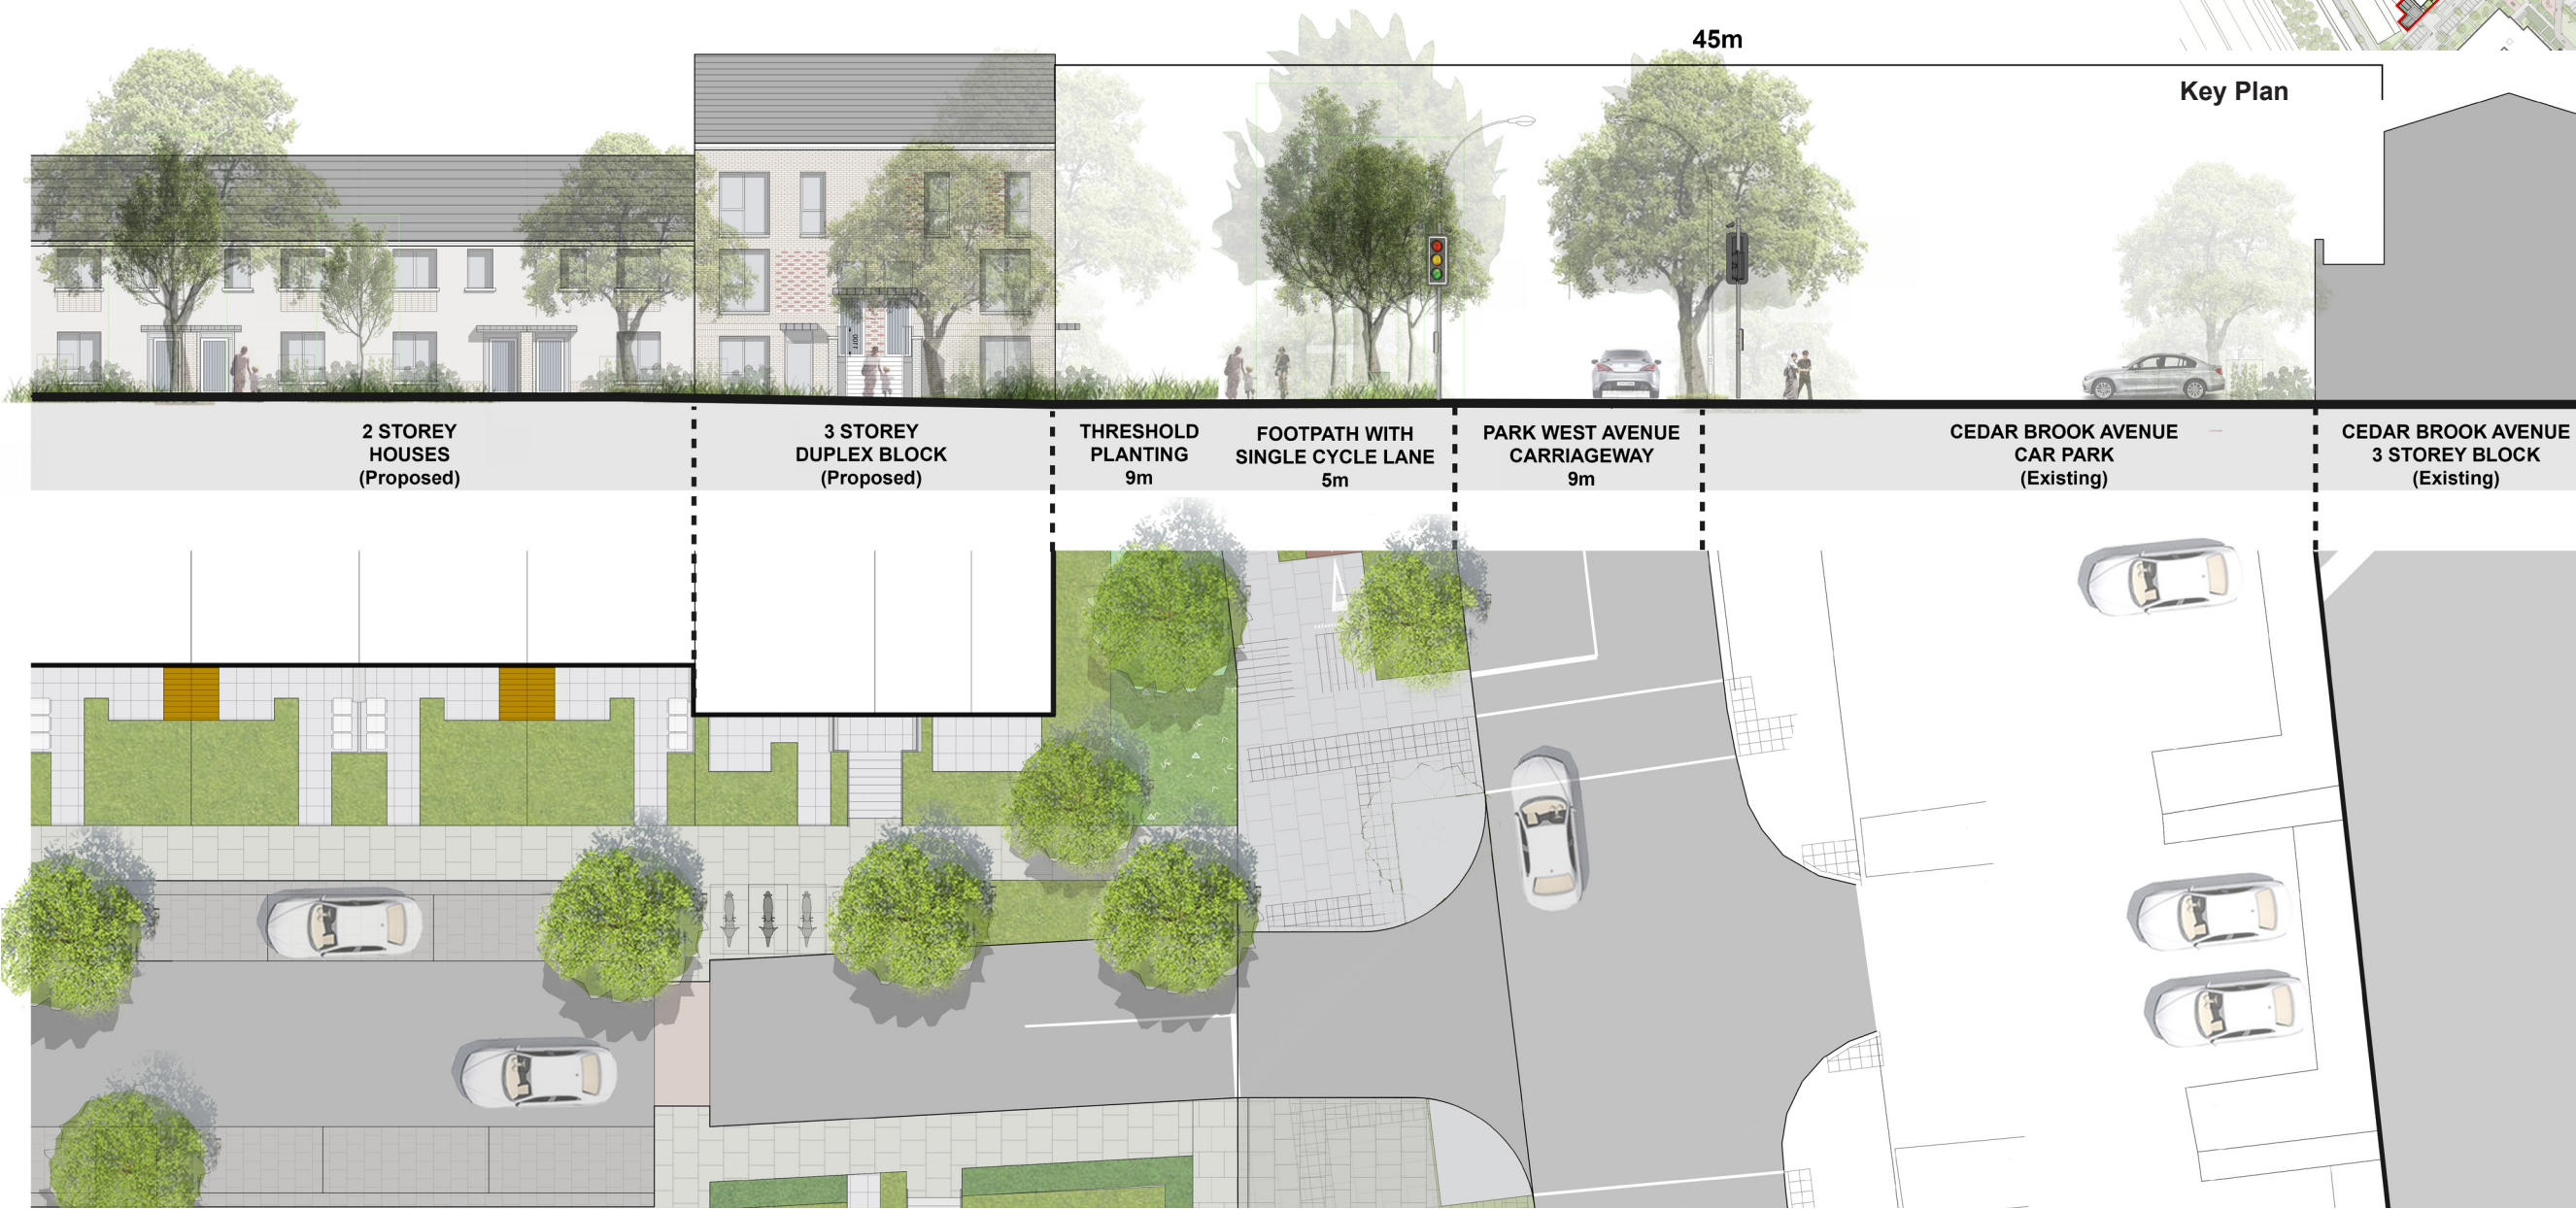 45m
Key Plan
2 STOREY
HOUSES
(Proposed)
3 STOREY
DUPLEX BLOCK
(Proposed)
THRESHOLD
PLANTING
9m
FOOTPATH WITH
SINGLE CYCLE LANE
5m
PARK WEST AVENUE
CARRIAGEWAY
9m
CEDAR BROOK AVENUE
CAR PARK
(Existing)
CEDAR BROOK AVENUE
3 STOREY BLOCK
(Existing)